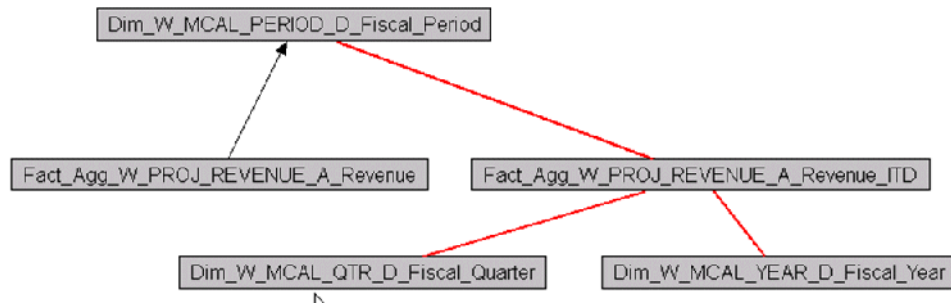 Dim_W_MCAL_PERIOD_D_Fiscal_Period
Fact_Agg_W_PROJ_REVENUE_A_Revenue
Fact_Agg_W_PROJ_REVENUE_A_Revenue_ITD
Dim_W_MCAL_QTR_D_Fiscal_Quarter
Dim_W_MCAL_YEAR_D_Fiscal_Year